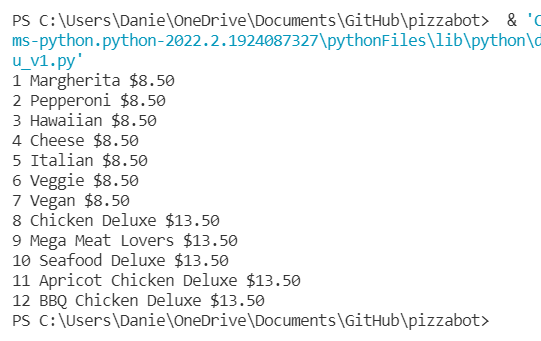 PS C:\Users\Danie\OneDrive\Documents\GitHub\pizzabot>  & 'C
ms-python.python-2022.2.1924087327\pythonFiles\lib\python\d
u_v1.py'
1 Margherita $8.50
2 Pepperoni $8.50
3 Hawaiian $8.50
4 Cheese $8.50
5 Italian $8.50
6 Veggie $8.50
7 Vegan $8.50
8 Chicken Deluxe $13.50
9 Mega Meat Lovers $13.50
10 Seafood Deluxe $13.50
11 Apricot Chicken Deluxe $13.50
12 BBQ Chicken Deluxe $13.50
PS C:\Users\Danie\OneDrive\Documents\GitHub\pizzabot>